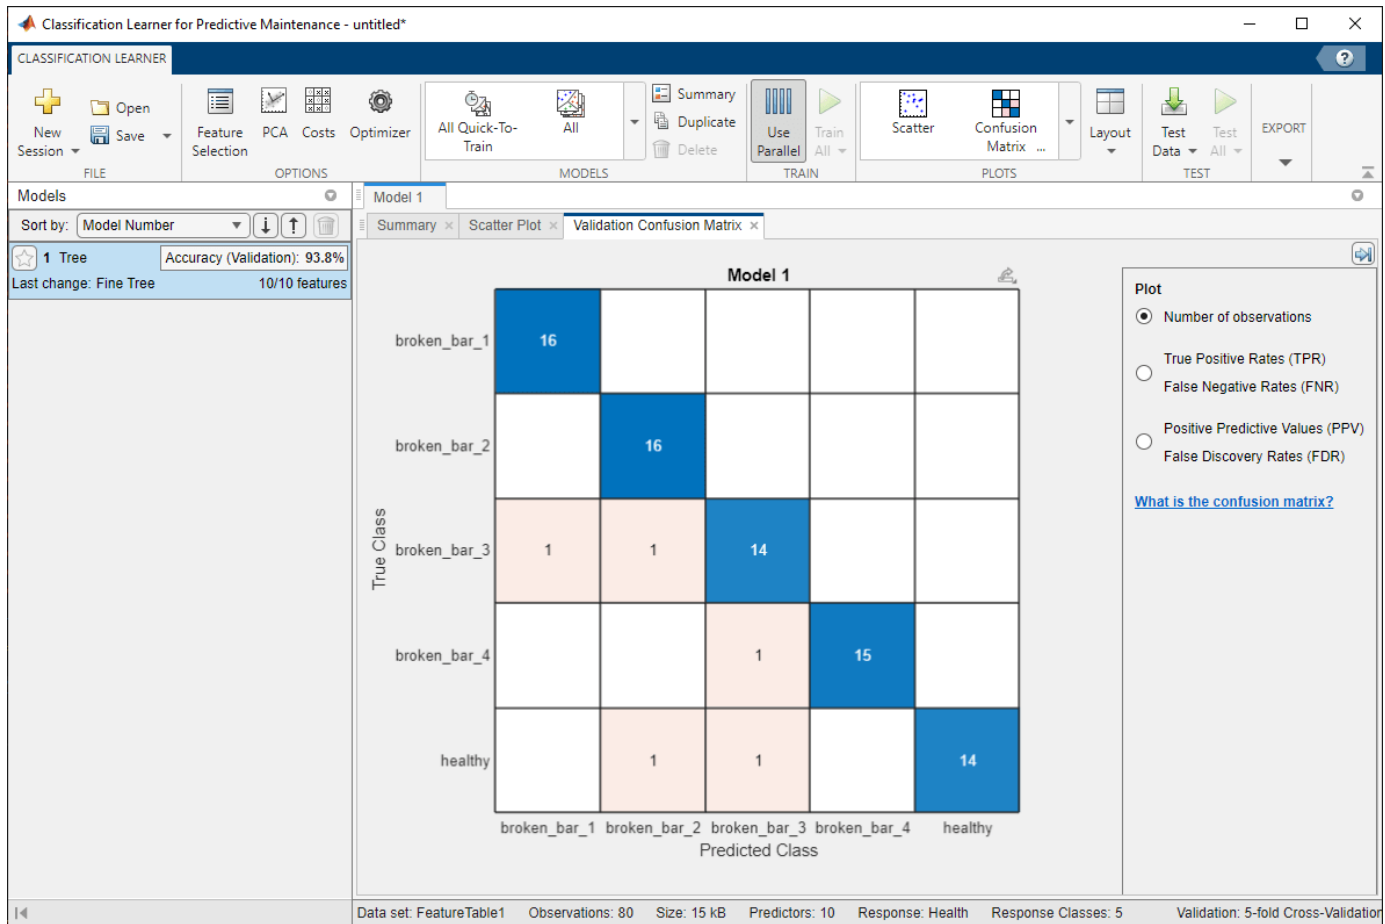 Classification Learner for Predictive Maintenance - untitled*
CLASSIFICATION LEARNER
?
New Session
Open
Save
FILE
Feature Selection
PCA
Costs
Optimizer
OPTIONS
All Quick-To-Train
All
Summary
Duplicate
Delete
MODELS
Use Parallel
Train All
TRAIN
Scatter
Confusion Matrix ...
Layout
PLOTS
Test Data
Test All
TEST
EXPORT
Models
Sort by: Model Number
1 Tree
Accuracy (Validation): 93.8%
Last change: Fine Tree
10/10 features
Model 1
Summary
Scatter Plot
Validation Confusion Matrix
Model 1
True Class
broken_bar_1
16
broken_bar_2
16
broken_bar_3
1
1
14
broken_bar_4
1
15
healthy
1
1
14
broken_bar_1
broken_bar_2
broken_bar_3
broken_bar_4
healthy
Predicted Class
Plot
Number of observations
True Positive Rates (TPR)
False Negative Rates (FNR)
Positive Predictive Values (PPV)
False Discovery Rates (FDR)
What is the confusion matrix?
Data set: FeatureTable1
Observations: 80
Size: 15 kB
Predictors: 10
Response: Health
Response Classes: 5
Validation: 5-fold Cross-Validation